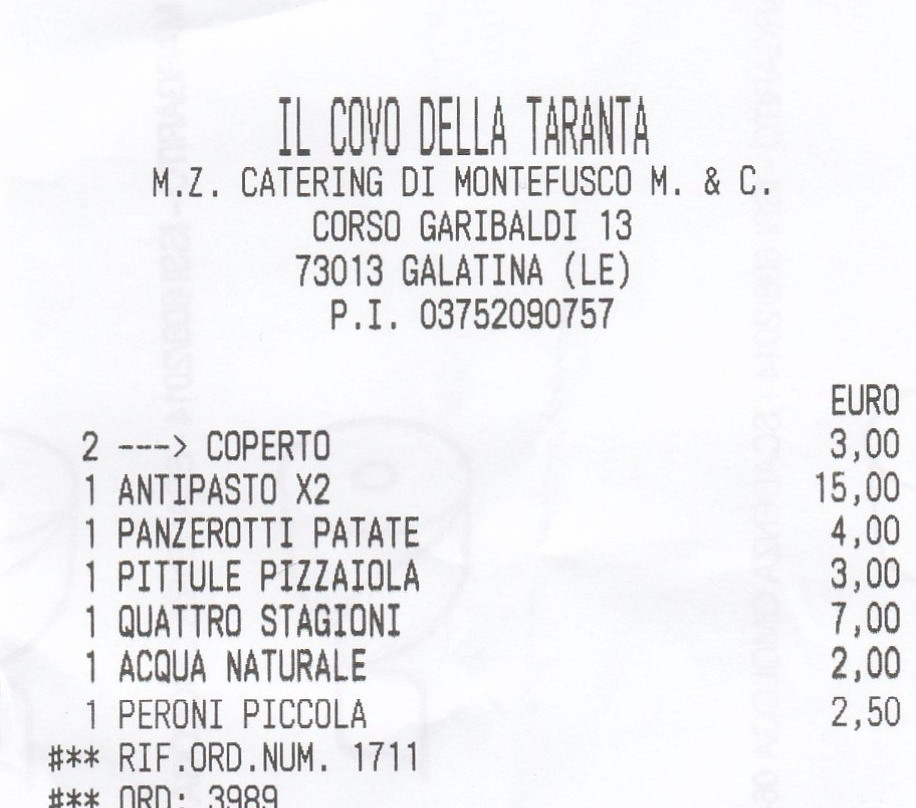 IL COVO DELLA TARANTA
M.Z. CATERING DI MONTEFUSCO M. & C.
CORSO GARIBALDI 13
73013 GALATINA (LE)
P.I. 03752090757
EURO
2 ---> COPERTO 3,00
1 ANTIPASTO X2 15,00
1 PANZEROTTI PATATE 4,00
1 PITTULE PIZZAIOLA 3,00
1 QUATTRO STAGIONI 7,00
1 ACQUA NATURALE 2,00
1 PERONI PICCOLA 2,50
#** RIF.ORD.NUM. 1711
#** ORD: 3989